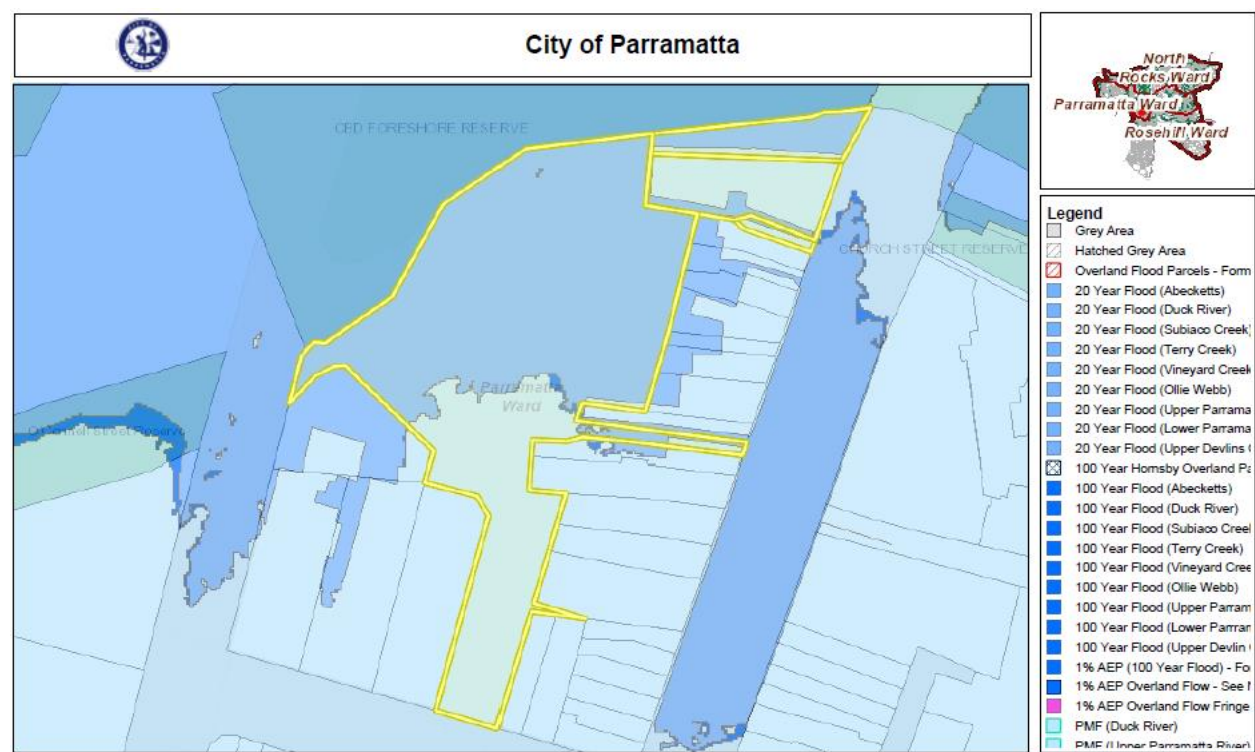 City of Parramatta
North
Rocks Ward
Parramatta Ward
Rosehill Ward
CBD FORESHORE RESERVE
CHURCH STREET RESERVE
Parramatta
Ward
Street Reserve
Legend
Grey Area
Hatched Grey Area
Overland Flood Parcels - Form
20 Year Flood (Abecketts)
20 Year Flood (Duck River)
20 Year Flood (Subiaco Creek)
20 Year Flood (Terry Creek)
20 Year Flood (Vineyard Creek
20 Year Flood (Ollie Webb)
20 Year Flood (Upper Parrama
20 Year Flood (Lower Parrama
20 Year Flood (Upper Devlins C
100 Year Hornsby Overland Pa
100 Year Flood (Abecketts)
100 Year Flood (Duck River)
100 Year Flood (Subiaco Creel
100 Year Flood (Terry Creek)
100 Year Flood (Vineyard Cree
100 Year Flood (Ollie Webb)
100 Year Flood (Upper Parram
100 Year Flood (Lower Parrran
100 Year Flood (Upper Devlin
1% AEP (100 Year Flood) - Fo
1% AEP Overland Flow - See
1% AEP Overland Flow Fringe
PMF (Duck River)
PMF (Upper Parramatta River)